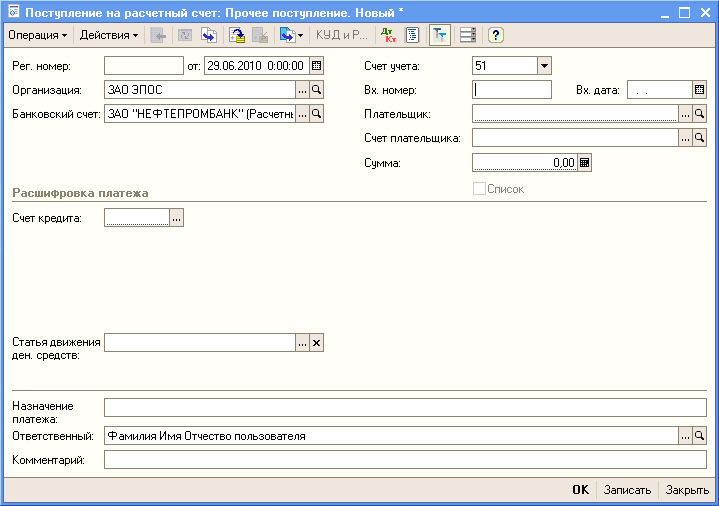 Поступление на расчетный счет: Прочее поступление. Новый *
Операция Действия КУД и Р... Дт Кт Тт ?
Рег. номер: от: 29.06.2010 0:00:00 Счет учета: 51
Организация: ЗАО ЭПОС ... Вх. номер: Вх. дата: . .
Банковский счет: ЗАО "НЕФТЕПРОМБАНК" (Расчетны ... Плательщик: ...
Счет плательщика: ...
Сумма: 0,00
Расшифровка платежа Список
Счет кредита: ...
Статья движения
ден. средств: ... ×
Назначение
платежа:
Ответственный: Фамилия Имя Отчество пользователя ...
Комментарий:
OK Записать Закрыть